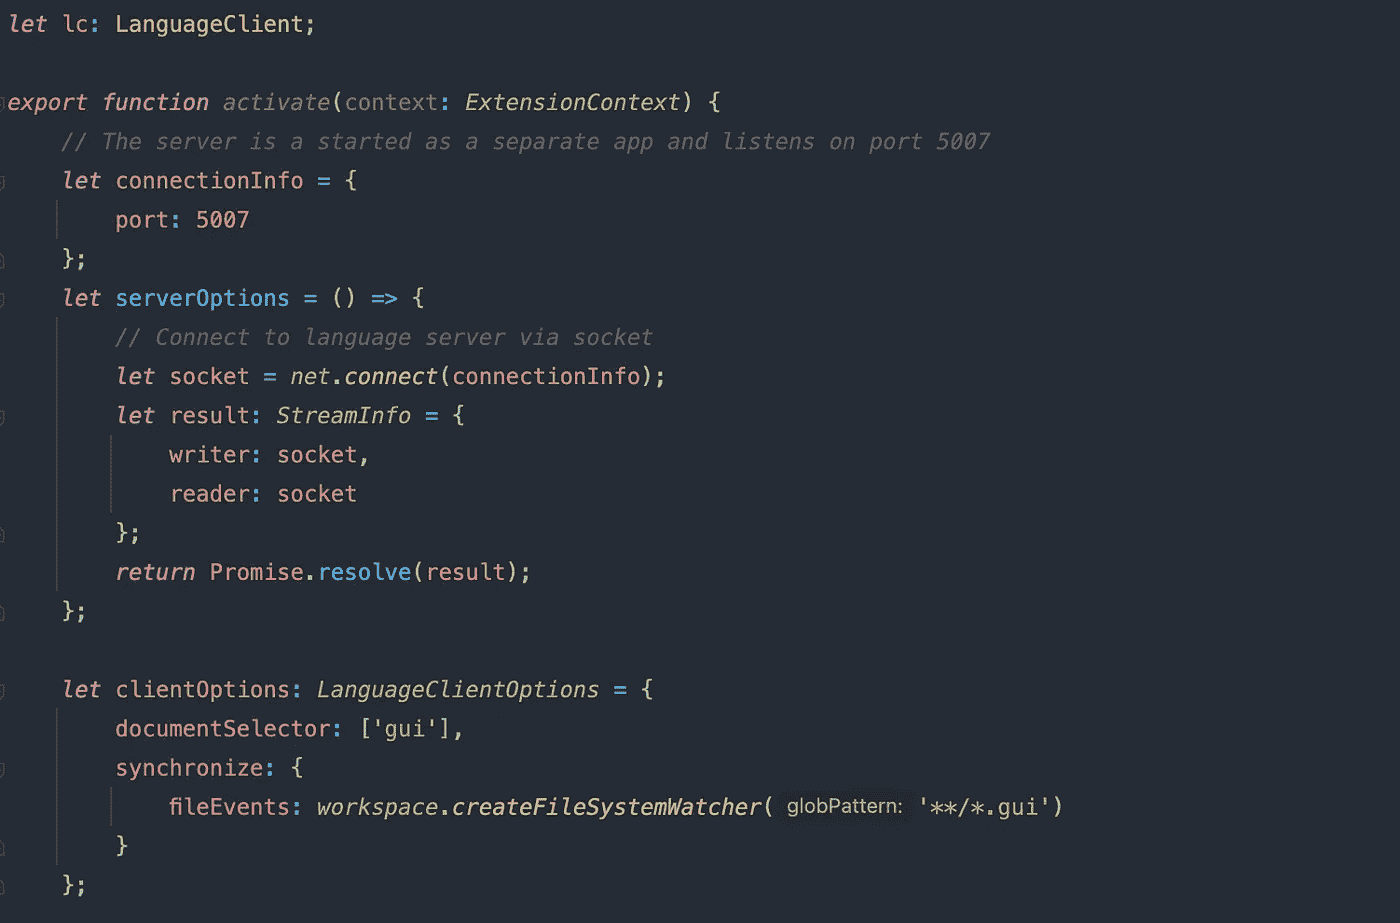 let lc: LanguageClient;
export function activate(context: ExtensionContext) {
// The server is a started as a separate app and listens on port 5007
let connectionInfo = {
port: 5007
};
let serverOptions = () => {
// Connect to language server via socket
let socket = net.connect(connectionInfo);
let result: StreamInfo = {
writer: socket,
reader: socket
};
return Promise.resolve(result);
};
let clientOptions: LanguageClientOptions = {
documentSelector: ['gui'],
synchronize: {
fileEvents: workspace.createFileSystemWatcher( globPattern: '**/*.gui')
}
};